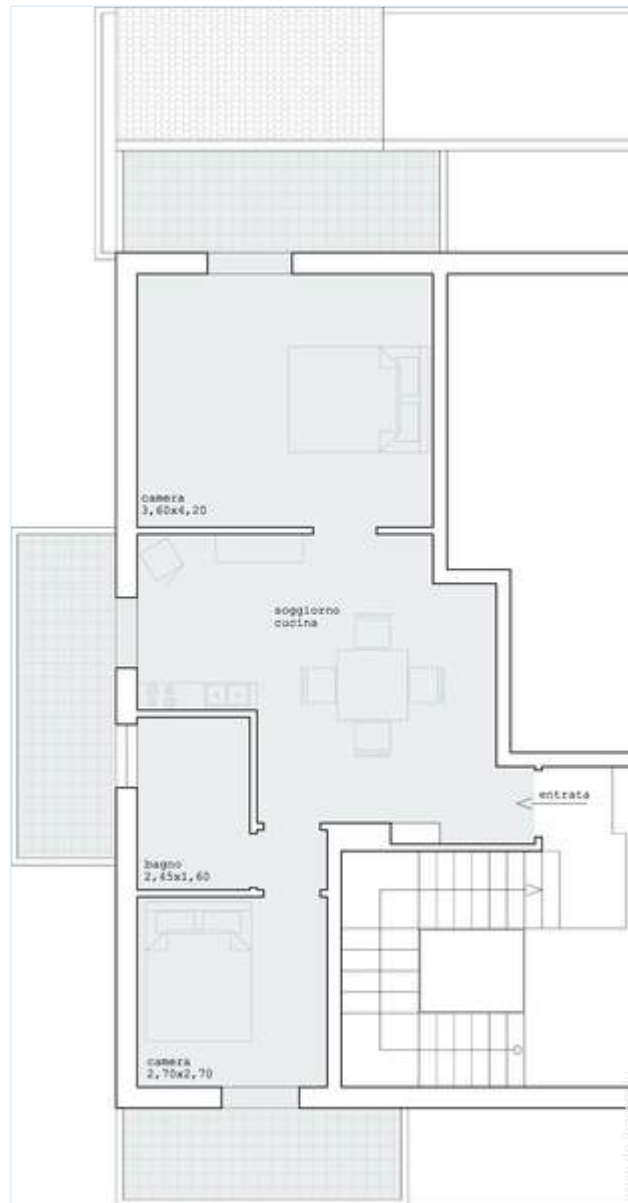 camera
3,60x4,20
soggiorno
cucina
entrata
bagno
2,45x1,60
camera
2,70x2,70